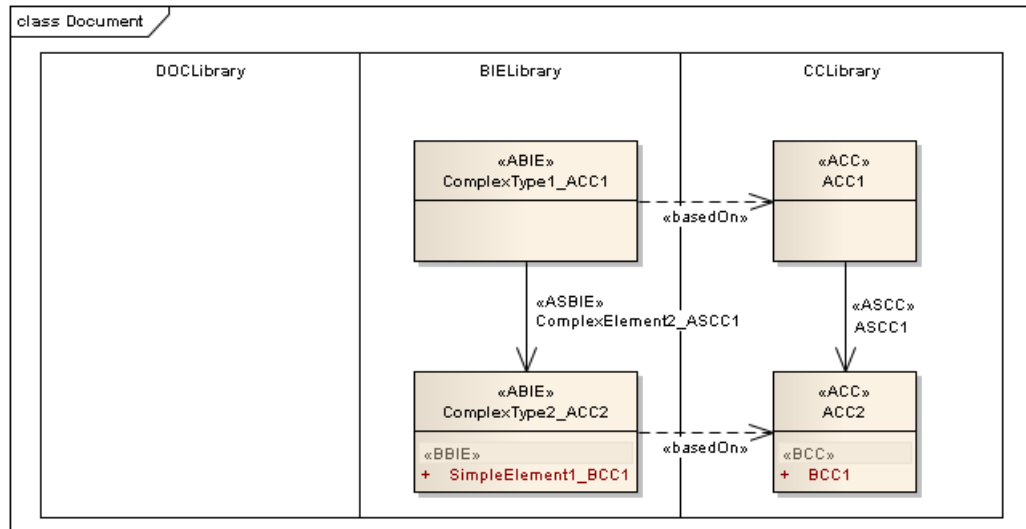 class Document
DOCLibrary
BIELibrary
CCLibrary
«ABIE»
ComplexType1_ACC1
«ACC»
ACC1
«basedOn»
«ASBIE»
ComplexElement2_ASCC1
«ASCC»
ASCC1
«ABIE»
ComplexType2_ACC2
«ACC»
ACC2
«basedOn»
«BBIE»
+ SimpleElement1_BCC1
«BCC»
+ BCC1